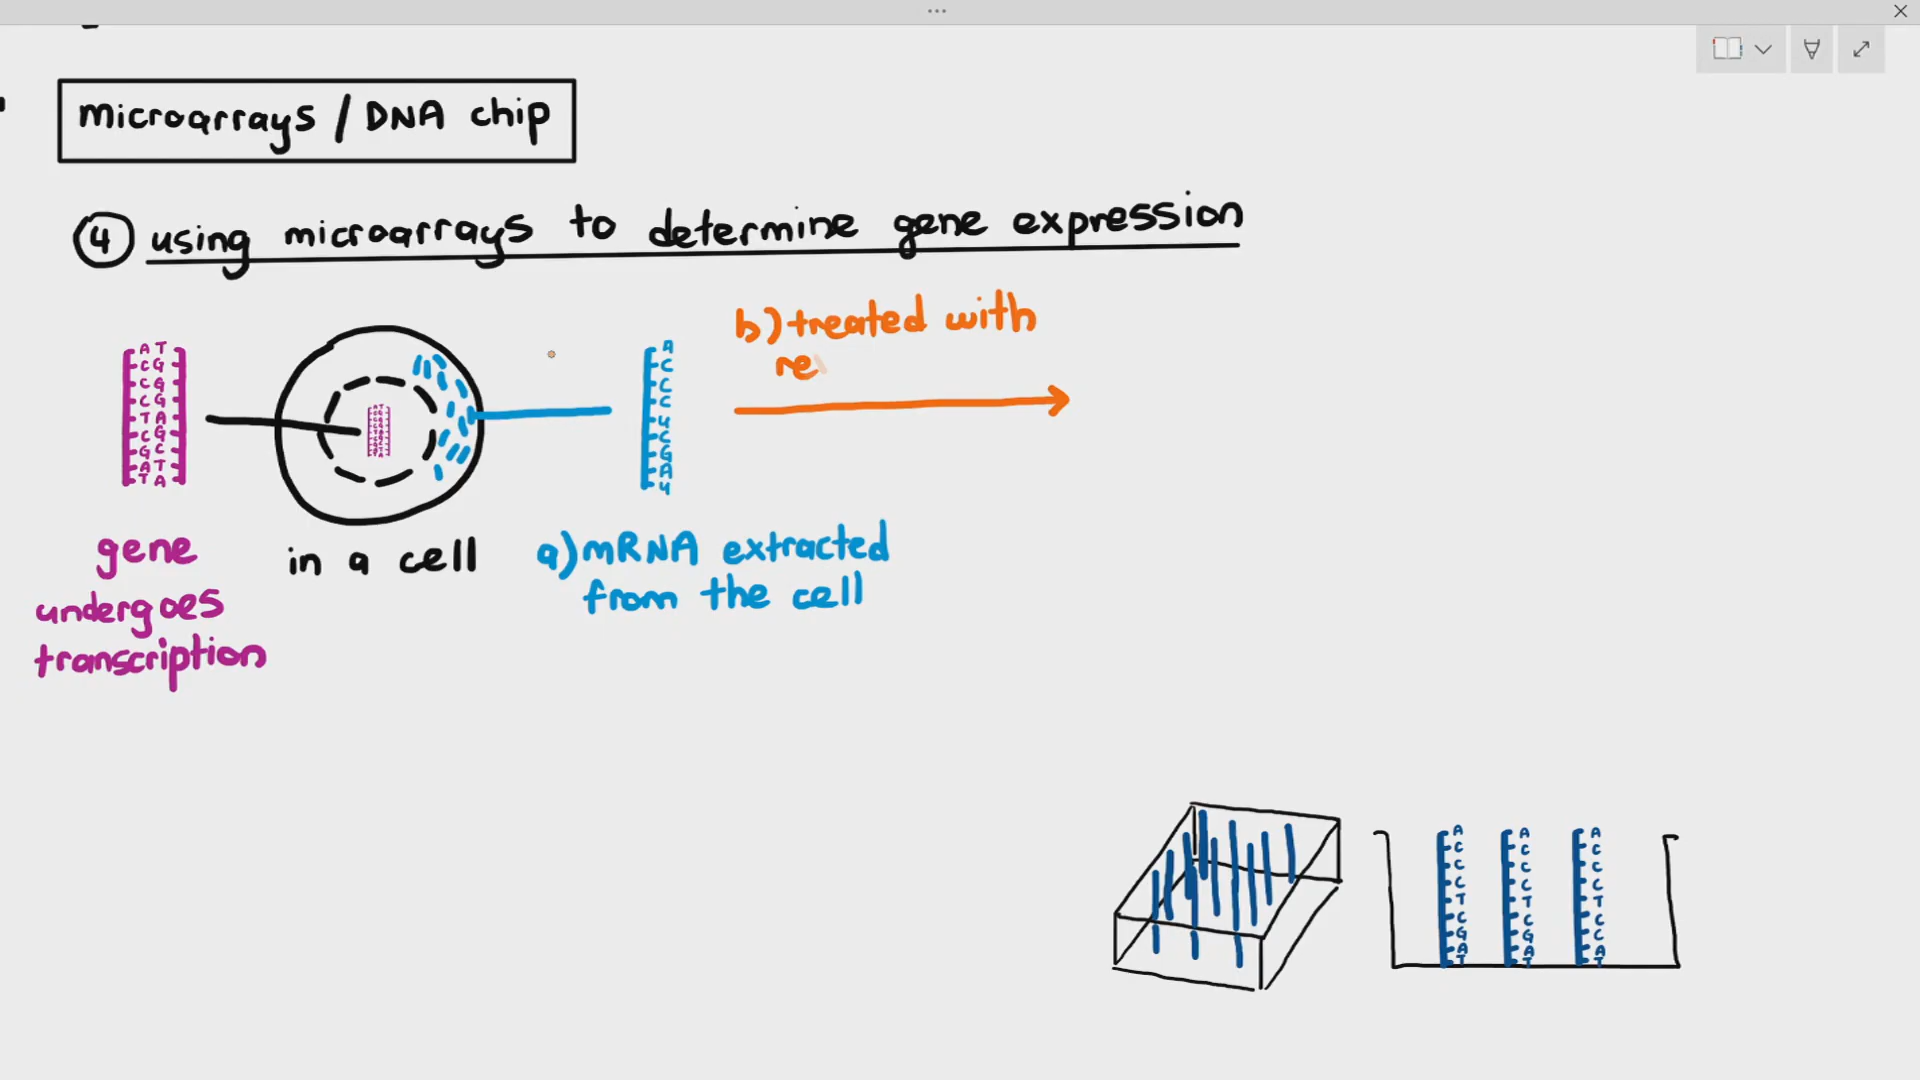 microarrays / DNA chip
④ using microarrays to determine gene expression
b) treated with
re
A T
C G
C G
C G
T A
C G
G C
A T
T A
A
C
C
C
U
C
G
A
U
gene
undergoes
transcription
in a cell
a) mRNA extracted
from the cell
A
C
C
C
T
C
G
A
T
A
C
C
C
T
C
G
A
T
A
C
C
C
T
C
C
A
T